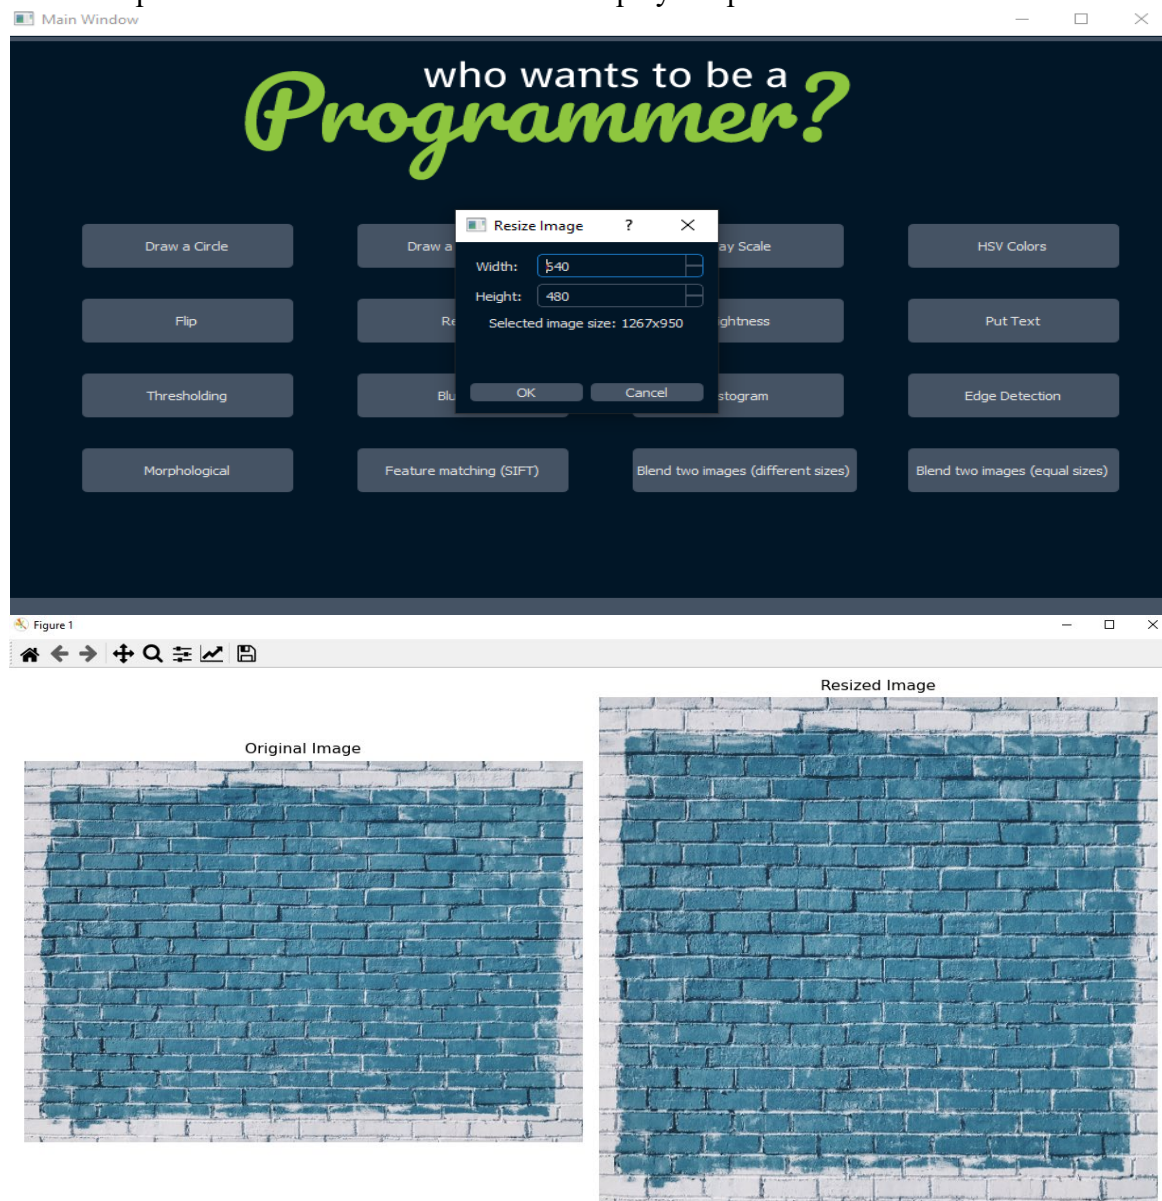 Main Window
who wants to be a
Programmer?
Resize Image ?
Draw a Circle Draw a ay Scale HSV Colors
Width: 540
Height: 480
Flip Re Selected image size: 1267x950 ghtness Put Text
Thresholding Blu OK Cancel stogram Edge Detection
Morphological Feature matching (SIFT) Blend two images (different sizes) Blend two images (equal sizes)
Figure 1
Resized Image
Original Image